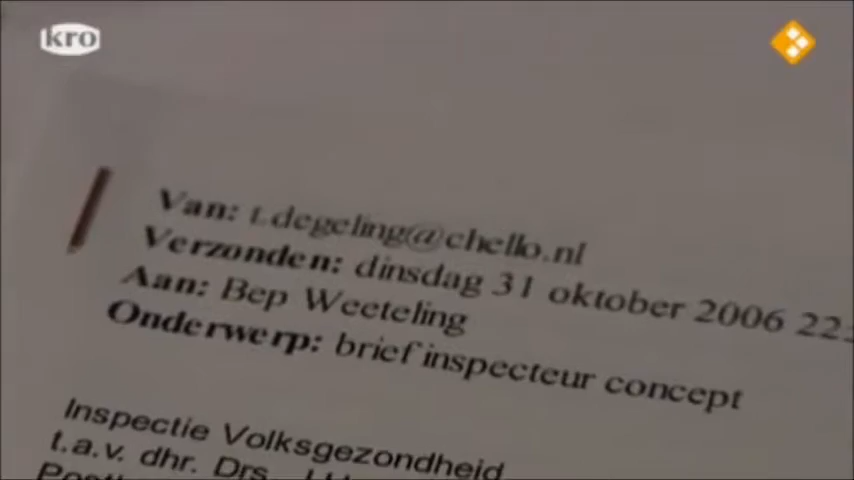 kro
Van: t.degeling@chello.nl
Verzonden: dinsdag 31 oktober 2006 22:
Aan: Bep Weeteling
Onderwerp: brief inspecteur concept
Inspectie Volksgezondheid
t.a.v. dhr. Drs.